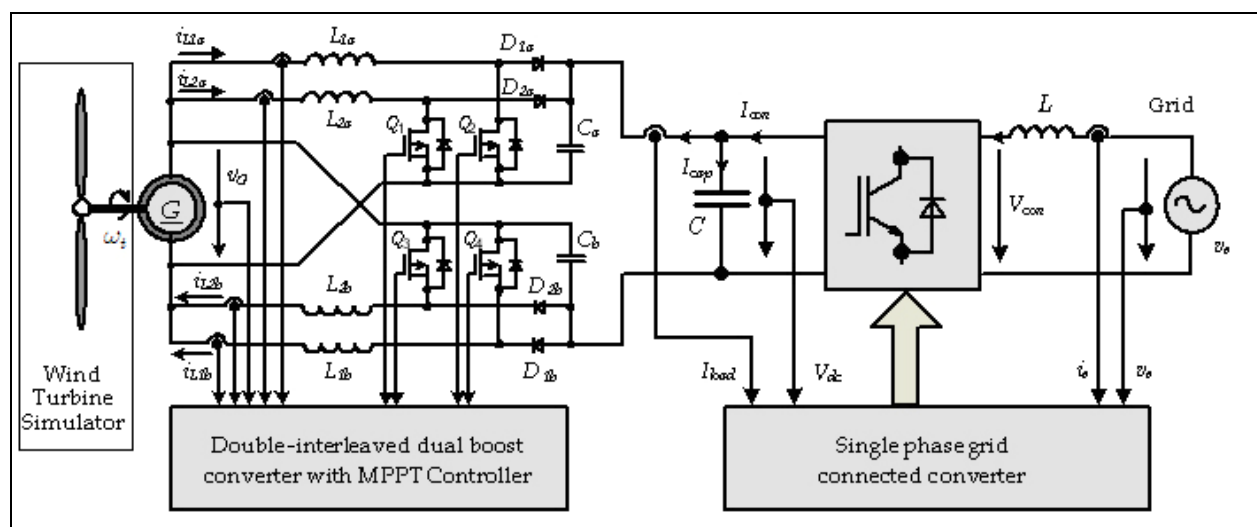 i_L1a
L_1a
D_1a
i_L2a
L_2a
D_2a
Q_1
Q_2
C_a
v_G
G
ω_t
Q_3
Q_4
C_b
i_L2b
L_2b
D_2b
i_L1b
L_1b
D_1b
Wind
Turbine
Simulator
Double-interleaved dual boost
converter with MPPT Controller
I_con
I_cap
C
I_load
V_dc
L
Grid
V_con
v_s
i_s
v_s
Single phase grid
connected converter